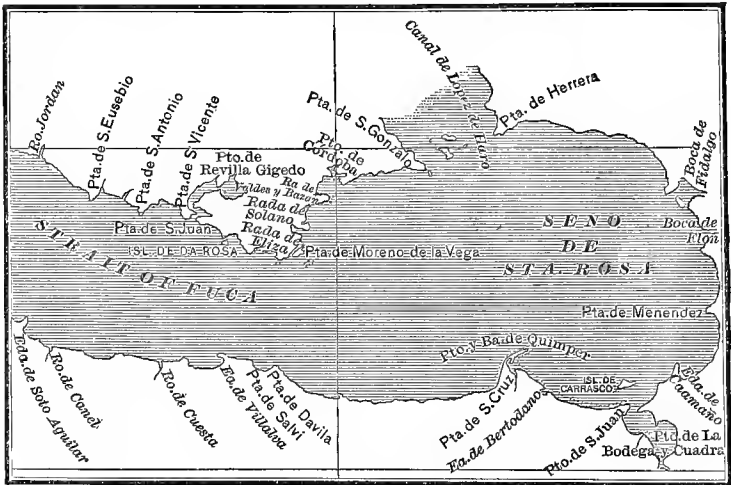 Ro. Jordan
Pta. de S. Eusebio
Pta. de S. Antonio
Pta. de S. Vicente
Pto. de
Revilla Gigedo
Ra de
Valdes y Bazan
Rada de
Solano
Rada de
Eliza
Pto. de
Cordoba
Pta. de S. Gonzalo
Canal de Lopez de Haro
Pta. de Herrera
Boca de
Fidalgo
Boca de
Flon
Pta. de S. Juan
ISL. DE DA ROSA
Pta. de Moreno de la Vega
STRAIT OF FUCA
SENO
DE
STA. ROSA
Pta. de Menendez
Pto. y Ba. de Quimper
Eda. de Soto Aguilar
Ro. de Canel
Ro. de Cuesta
Ea. de Villalva
Pta. de Salvi
Pta. de Davila
Pta. de S. Cruz
Ea. de Bertodano
ISL. DE
CARRASCO
Pto. de S. Juan
Eda. de
Caamaño
Pto. de La
Bodega y Cuadra